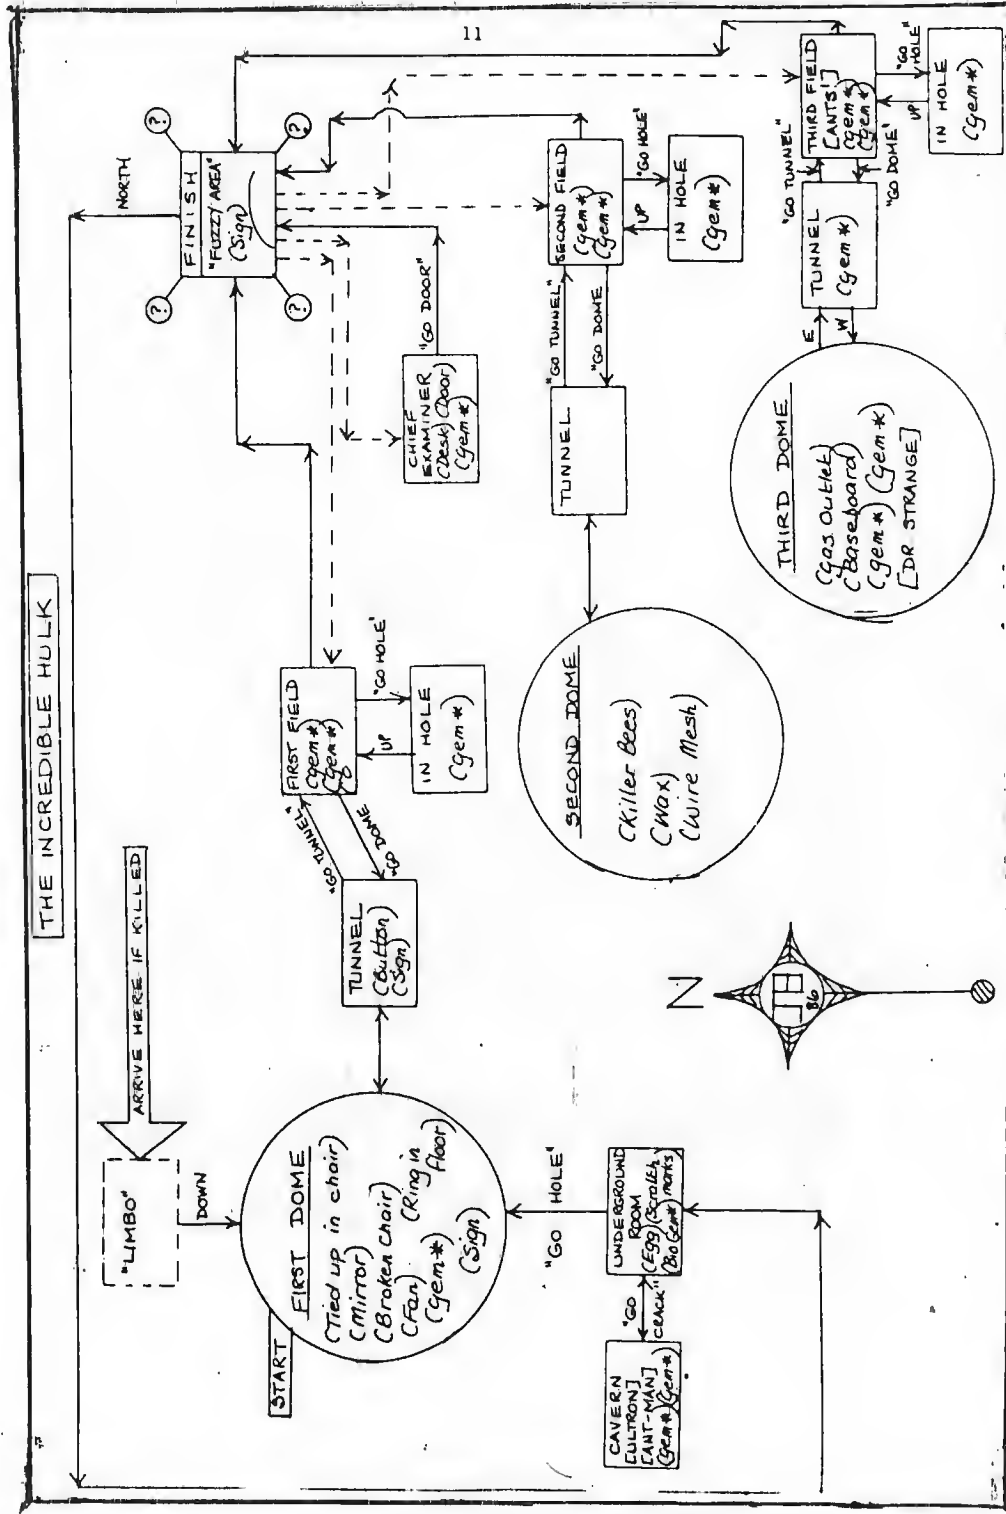 11
THE INCREDIBLE HULK
ARRIVE HERE IF KILLED
"LIMBO"
DOWN
START
FIRST DOME
(Tied up in chair)
(Mirror)
(Broken Chair)
(Fan)
(Ring in
floor)
(Gem*)
(Sign)
"GO HOLE"
UNDERGROUND
ROOM
(Egg)(Scratch
marks)
(Bio Gem*)
"GO
CRACK"
CAVERN
[ULTRON]
[ANT-MAN]
(Gem*)(Gem*)
TUNNEL
(Button)
(Sign)
"GO TUNNEL"
"GO DOME"
FIRST FIELD
(gem*)
(gem*)
"GO HOLE'
UP
IN HOLE
(gem*)
NORTH
FINISH
"FUZZY AREA"
(Sign)
?
?
?
?
CHIEF
EXAMINER
(Desk)(Door)
(gem*)
"GO DOOR"
SECOND DOME
(Killer Bees)
(Wax)
(Wire Mesh)
TUNNEL
"GO TUNNEL"
"GO DOME"
SECOND FIELD
(gem*)
(gem*)
"GO HOLE'
UP
IN HOLE
(gem*)
THIRD DOME
(Gas Outlet)
(Baseboard)
(gem*)(Gem*)
[DR. STRANGE]
E
W
TUNNEL
(gem*)
"GO TUNNEL"
"GO DOME'
THIRD FIELD
[ANTS!]
(gem*)
(gem*)
"GO
HOLE"
UP
IN HOLE
(gem*)
N
86